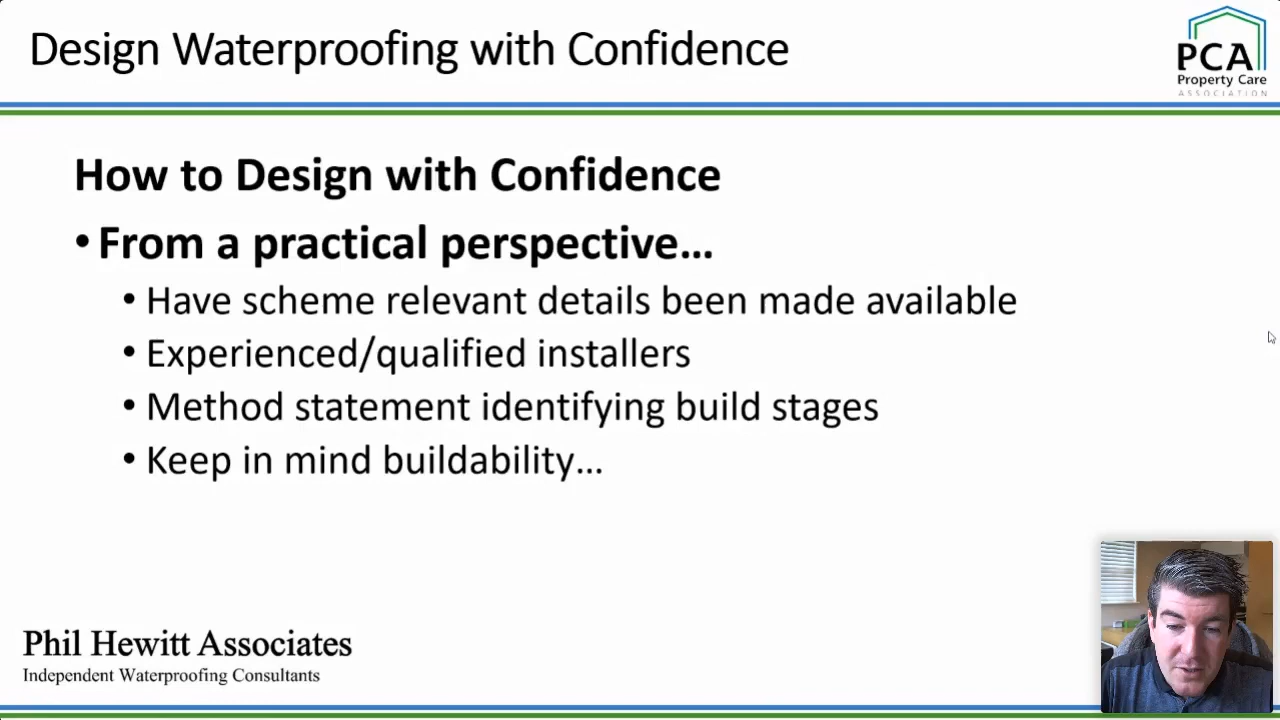 Design Waterproofing with Confidence
PCA
Property Care
ASSOCIATION
How to Design with Confidence
• From a practical perspective…
• Have scheme relevant details been made available
• Experienced/qualified installers
• Method statement identifying build stages
• Keep in mind buildability…
Phil Hewitt Associates
Independent Waterproofing Consultants